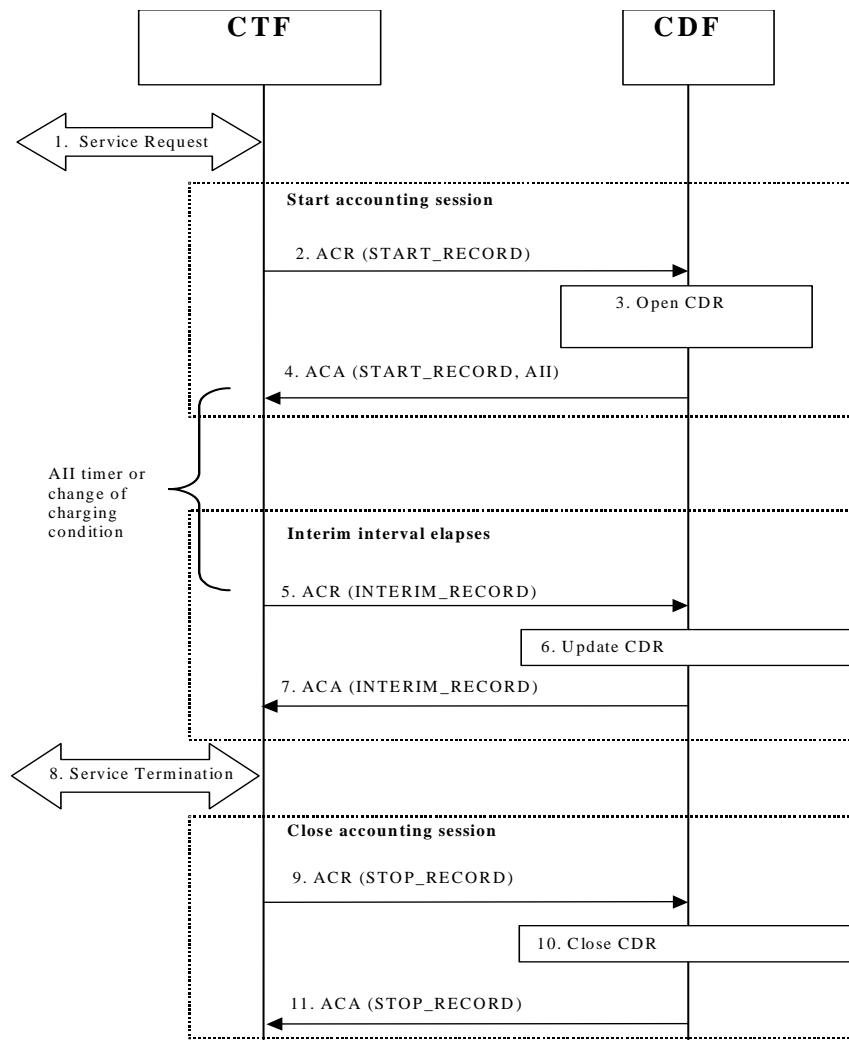 CTF
CDF
1. Service Request
Start accounting session
2. ACR (START_RECORD)
3. Open CDR
4. ACA (START_RECORD, AII)
AII timer or
change of
charging
condition
Interim interval elapses
5. ACR (INTERIM_RECORD)
6. Update CDR
7. ACA (INTERIM_RECORD)
8. Service Termination
Close accounting session
9. ACR (STOP_RECORD)
10. Close CDR
11. ACA (STOP_RECORD)